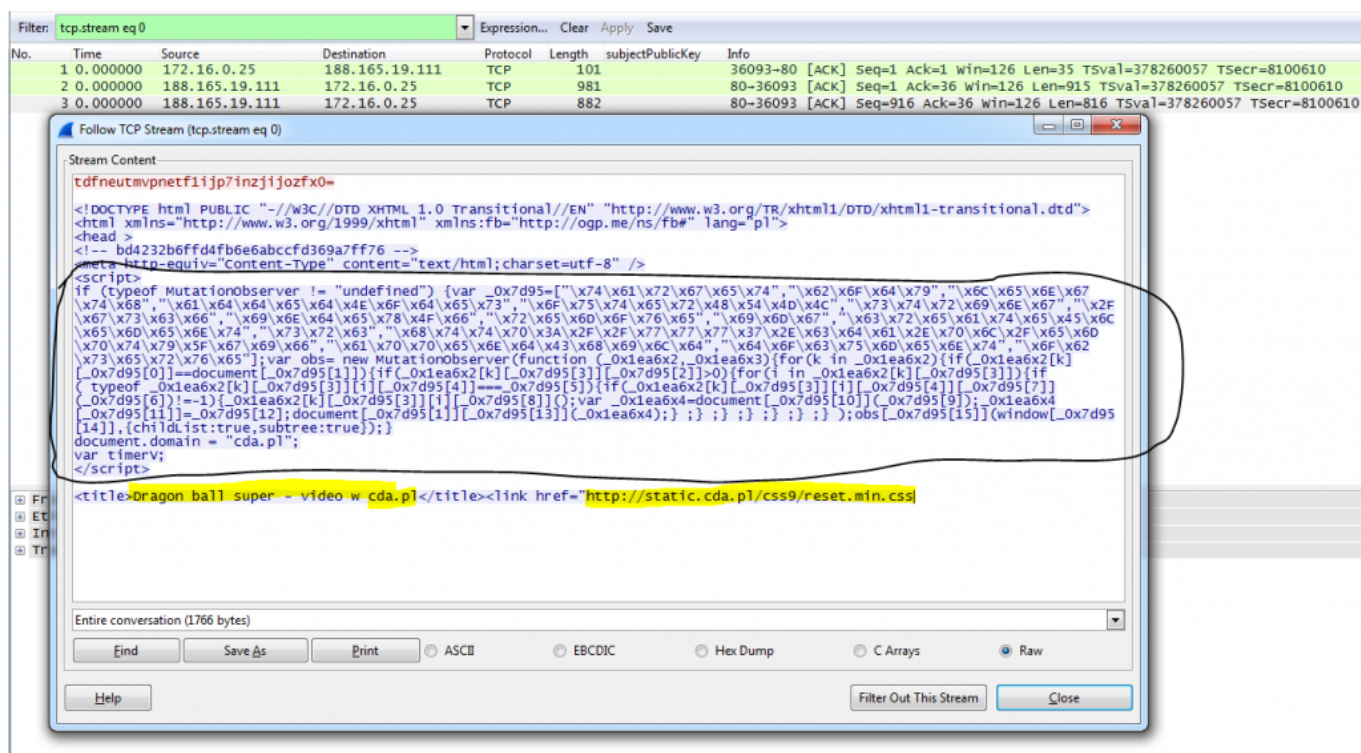 Filter: tcp.stream eq 0 Expression... Clear Apply Save
No. Time Source Destination Protocol Length subjectPublicKey Info
1 0.000000 172.16.0.25 188.165.19.111 TCP 101 36093→80 [ACK] Seq=1 Ack=1 Win=126 Len=35 TSval=378260057 TSecr=8100610
2 0.000000 188.165.19.111 172.16.0.25 TCP 981 80→36093 [ACK] Seq=1 Ack=36 Win=126 Len=915 TSval=378260057 TSecr=8100610
3 0.000000 188.165.19.111 172.16.0.25 TCP 882 80→36093 [ACK] Seq=916 Ack=36 Win=126 Len=816 TSval=378260057 TSecr=8100610
Follow TCP Stream (tcp.stream eq 0)
Stream Content
tdfneutmvpnetf1ijp7inzjijozfx0=
<!DOCTYPE html PUBLIC "-//W3C//DTD XHTML 1.0 Transitional//EN" "http://www.w3.org/TR/xhtml1/DTD/xhtml1-transitional.dtd">
<html xmlns="http://www.w3.org/1999/xhtml" xmlns:fb="http://ogp.me/ns/fb#" lang="pl">
<head >
<!-- bd4232b6ffd4fb6e6abccfd369a7ff76 -->
<meta http-equiv="Content-Type" content="text/html;charset=utf-8" />
<script>
if (typeof MutationObserver != "undefined") {var _0x7d95=["\x74\x61\x72\x67\x65\x74","\x62\x6F\x64\x79","\x6C\x65\x6E\x67
\x74\x68","\x61\x64\x64\x65\x64\x4E\x6F\x64\x65\x73","\x6F\x75\x74\x65\x72\x48\x54\x4D\x4C","\x73\x74\x72\x69\x6E\x67","\x2F
\x67\x73\x63\x66","\x69\x6E\x64\x65\x78\x4F\x66","\x72\x65\x6D\x6F\x76\x65","\x69\x6D\x67","\x63\x72\x65\x61\x74\x65\x45\x6C
\x65\x6D\x65\x6E\x74","\x73\x72\x63","\x68\x74\x74\x70\x3A\x2F\x2F\x77\x77\x77\x37\x2E\x63\x64\x61\x2E\x70\x6C\x2F\x65\x6D
\x70\x74\x79\x5F\x67\x69\x66","\x61\x70\x70\x65\x6E\x64\x43\x68\x69\x6C\x64","\x64\x6F\x63\x75\x6D\x65\x6E\x74","\x6F\x62
\x73\x65\x72\x76\x65"];var obs= new MutationObserver(function (_0x1ea6x2,_0x1ea6x3){for(k in _0x1ea6x2){if(_0x1ea6x2[k]
[_0x7d95[0]]==document[_0x7d95[1]]){if(_0x1ea6x2[k][_0x7d95[3]][_0x7d95[2]]>0){for(i in _0x1ea6x2[k][_0x7d95[3]]){if
( typeof _0x1ea6x2[k][_0x7d95[3]][i][_0x7d95[4]]===_0x7d95[5]){if(_0x1ea6x2[k][_0x7d95[3]][i][_0x7d95[4]][_0x7d95[7]]
(_0x7d95[6])!=-1){_0x1ea6x2[k][_0x7d95[3]][i][_0x7d95[8]]();var _0x1ea6x4=document[_0x7d95[10]](_0x7d95[9]);_0x1ea6x4
[_0x7d95[11]]=_0x7d95[12];document[_0x7d95[1]][_0x7d95[13]](_0x1ea6x4);} ;} ;} ;} ;} ;} ;} );obs[_0x7d95[15]](window[_0x7d95
[14]],{childList:true,subtree:true});}
document.domain = "cda.pl";
var timerv;
</script>
<title>Dragon ball super - video w cda.pl</title><link href="http://static.cda.pl/css9/reset.min.css
Fr
Et
In
Tr
Entire conversation (1766 bytes)
Find Save As Print ASCII EBCDIC Hex Dump C Arrays Raw
Help Filter Out This Stream Close